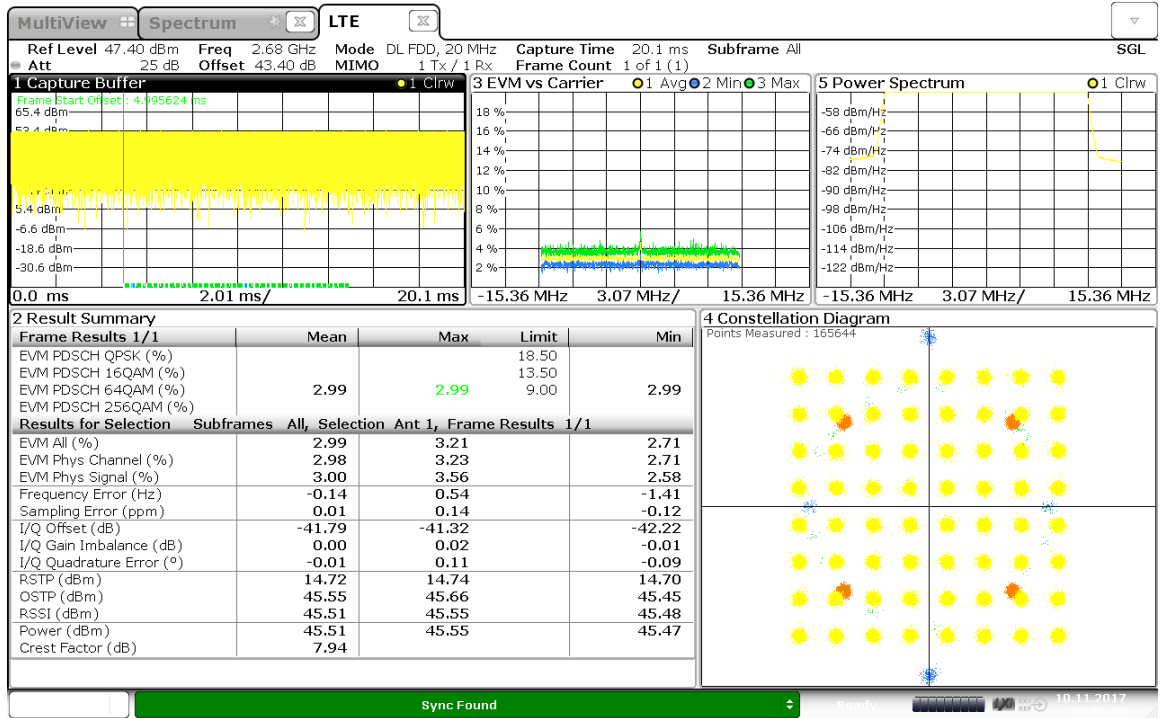 MultiView Spectrum LTE
Ref Level 47.40 dBm Freq 2.68 GHz Mode DL FDD, 20 MHz Capture Time 20.1 ms Subframe All SGL
Att 25 dB Offset 43.40 dB MIMO 1 Tx / 1 Rx Frame Count 1 of 1 (1)
1 Capture Buffer 1 Clrw
Frame Start Offset : 4.995624 ms
65.4 dBm
53.4 dBm
5.4 dBm
-6.6 dBm
-18.6 dBm
-30.6 dBm
0.0 ms 2.01 ms/ 20.1 ms
3 EVM vs Carrier 1 Avg 2 Min 3 Max
18 %
16 %
14 %
12 %
10 %
8 %
6 %
4 %
2 %
-15.36 MHz 3.07 MHz/ 15.36 MHz
5 Power Spectrum 1 Clrw
-58 dBm/Hz
-66 dBm/Hz
-74 dBm/Hz
-82 dBm/Hz
-90 dBm/Hz
-98 dBm/Hz
-106 dBm/Hz
-114 dBm/Hz
-122 dBm/Hz
-15.36 MHz 3.07 MHz/ 15.36 MHz
2 Result Summary
Frame Results 1/1 Mean Max Limit Min
EVM PDSCH QPSK (%) 18.50
EVM PDSCH 16QAM (%) 13.50
EVM PDSCH 64QAM (%) 2.99 2.99 9.00 2.99
EVM PDSCH 256QAM (%)
Results for Selection Subframes All, Selection Ant 1, Frame Results 1/1
EVM All (%) 2.99 3.21 2.71
EVM Phys Channel (%) 2.98 3.23 2.71
EVM Phys Signal (%) 3.00 3.56 2.58
Frequency Error (Hz) -0.14 0.54 -1.41
Sampling Error (ppm) 0.01 0.14 -0.12
I/Q Offset (dB) -41.79 -41.32 -42.22
I/Q Gain Imbalance (dB) 0.00 0.02 -0.01
I/Q Quadrature Error (°) -0.01 0.11 -0.09
RSTP (dBm) 14.72 14.74 14.70
OSTP (dBm) 45.55 45.66 45.45
RSSI (dBm) 45.51 45.55 45.48
Power (dBm) 45.51 45.55 45.47
Crest Factor (dB) 7.94
4 Constellation Diagram
Points Measured : 165644
Sync Found
Ready
10.11.2017